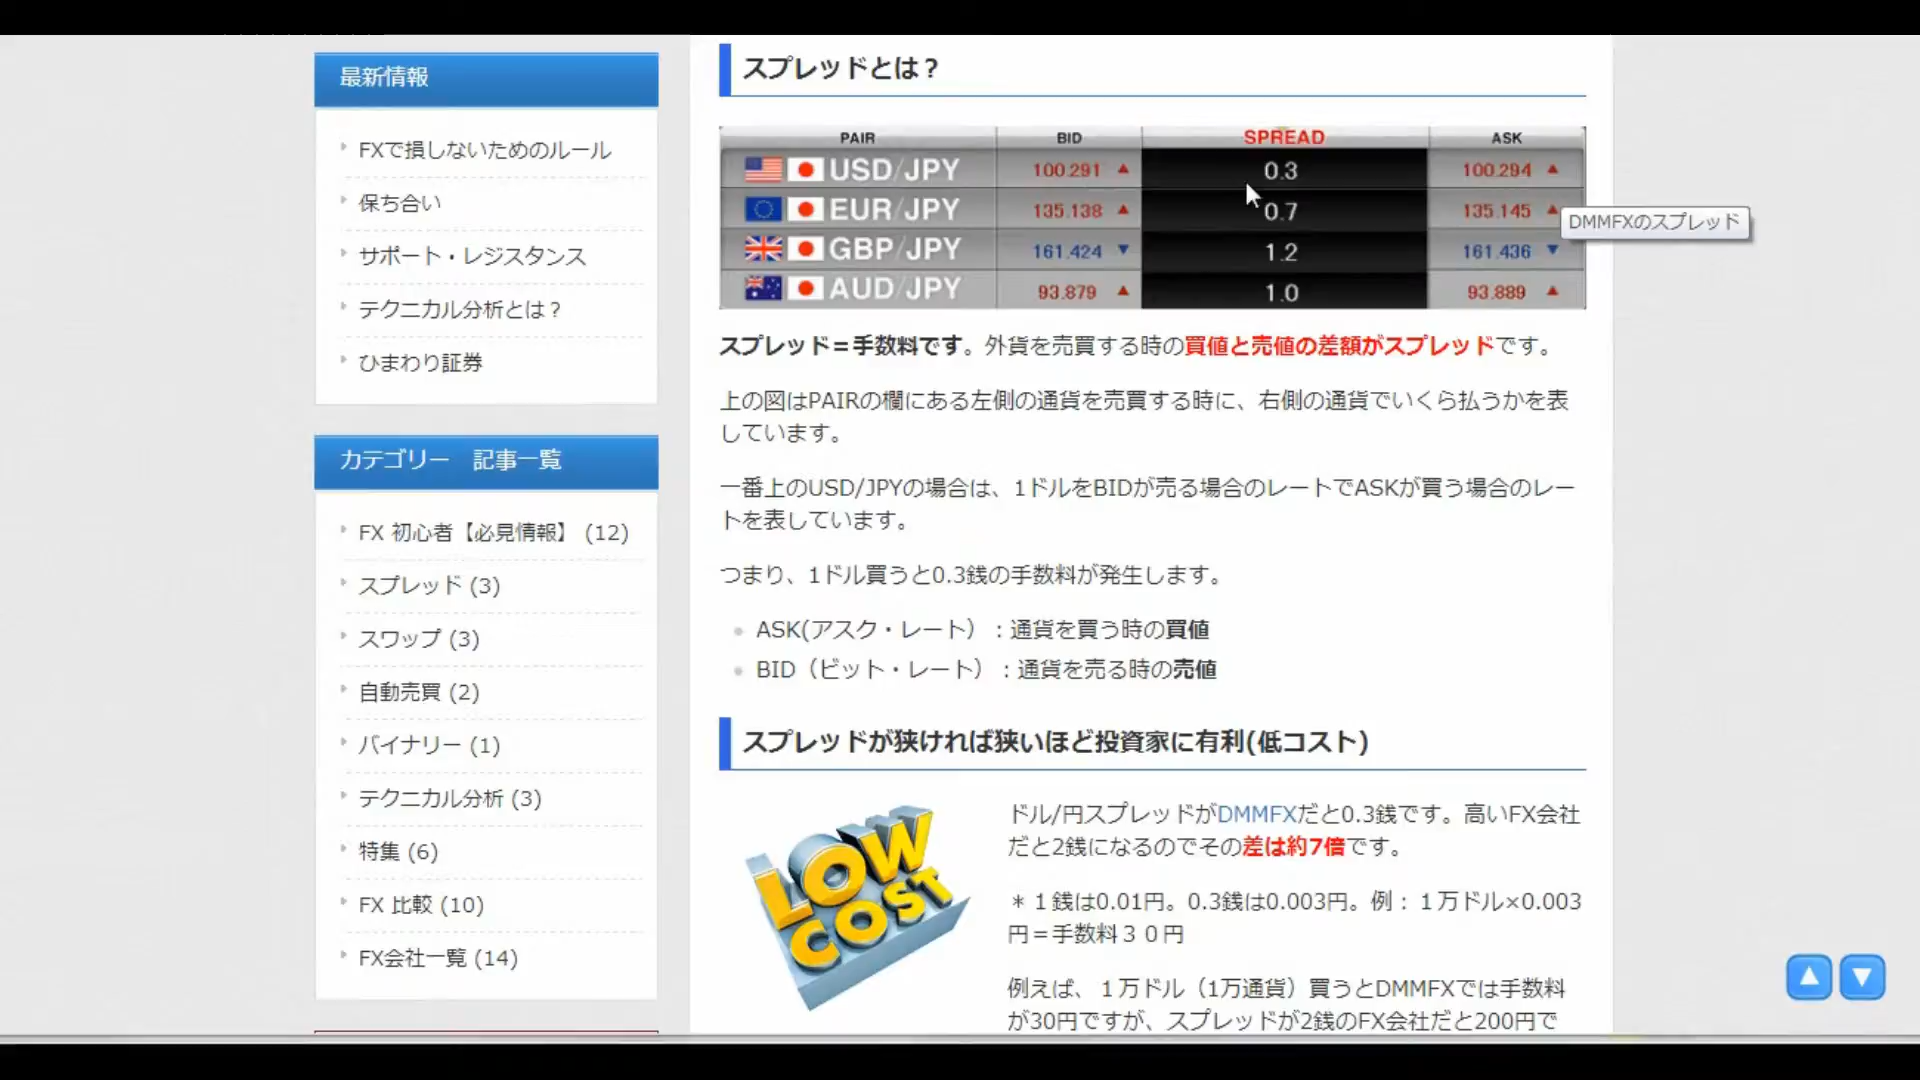 最新情報
FXで損しないためのルール
保ち合い
サポート・レジスタンス
テクニカル分析とは？
ひまわり証券
カテゴリー　記事一覧
FX 初心者【必見情報】 (12)
スプレッド (3)
スワップ (3)
自動売買 (2)
バイナリー (1)
テクニカル分析 (3)
特集 (6)
FX 比較 (10)
FX会社一覧 (14)
スプレッドとは？
PAIR BID SPREAD ASK
USD/JPY 100.291 ▲ 0.3 100.294 ▲
EUR/JPY 135.138 ▲ 0.7 135.145 ▲
GBP/JPY 161.424 ▼ 1.2 161.436 ▼
AUD/JPY 93.879 ▲ 1.0 93.889 ▲
DMMFXのスプレッド
スプレッド＝手数料です。外貨を売買する時の買値と売値の差額がスプレッドです。
上の図はPAIRの欄にある左側の通貨を売買する時に、右側の通貨でいくら払うかを表
しています。
一番上のUSD/JPYの場合は、1ドルをBIDが売る場合のレートでASKが買う場合のレー
トを表しています。
つまり、1ドル買うと0.3銭の手数料が発生します。
ASK(アスク・レート）：通貨を買う時の買値
BID（ビット・レート）：通貨を売る時の売値
スプレッドが狭ければ狭いほど投資家に有利(低コスト)
LOW
COST
ドル/円スプレッドがDMMFXだと0.3銭です。高いFX会社
だと2銭になるのでその差は約7倍です。
＊１銭は0.01円。0.3銭は0.003円。例：１万ドル×0.003
円＝手数料３０円
例えば、１万ドル（1万通貨）買うとDMMFXでは手数料
が30円ですが、スプレッドが2銭のFX会社だと200円で